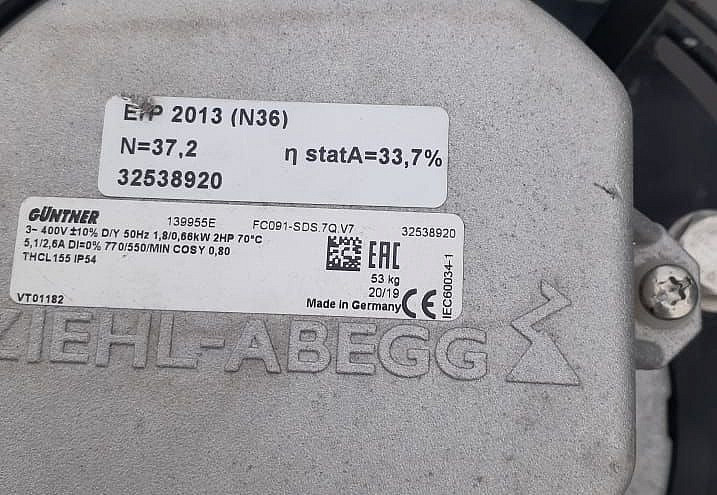 ErP 2013 (N36)
N=37,2 η statA=33,7%
32538920
GÜNTNER 139955E FC091-SDS.7Q.V7 32538920
3~ 400V ±10% D/Y 50Hz 1,8/0,66kW 2HP 70°C
5,1/2,6A DI=0% 770/550/MIN COSY 0,80
THCL155 IP54
EAC
53 kg
20/19
VT01182 Made in Germany CE
IEC60034-1
ZIEHL-ABEGG